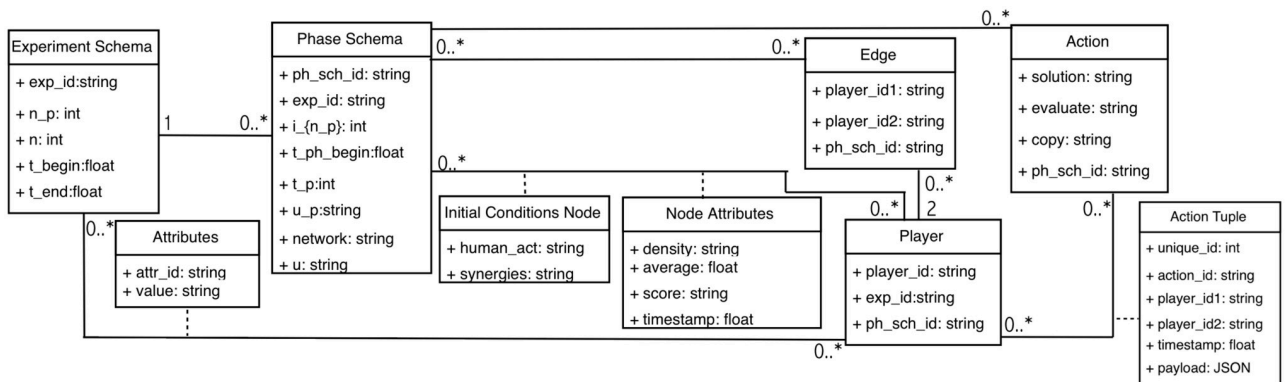 Experiment Schema
+ exp_id:string
+ n_p: int
+ n: int
+ t_begin:float
+ t_end:float
1
0..*
0..*
Attributes
+ attr_id: string
+ value: string
Phase Schema
+ ph_sch_id: string
+ exp_id: string
+ i_{n_p}: int
+ t_ph_begin:float
+ t_p:int
+ u_p:string
+ network: string
+ u: string
0..*
0..*
0..*
0..*
0..*
Initial Conditions Node
+ human_act: string
+ synergies: string
Node Attributes
+ density: string
+ average: float
+ score: string
+ timestamp: float
Edge
+ player_id1: string
+ player_id2: string
+ ph_sch_id: string
0..*
2
0..*
Player
+ player_id: string
+ exp_id:string
+ ph_sch_id: string
0..*
0..*
Action
+ solution: string
+ evaluate: string
+ copy: string
+ ph_sch_id: string
0..*
Action Tuple
+ unique_id: int
+ action_id: string
+ player_id1: string
+ player_id2: string
+ timestamp: float
+ payload: JSON